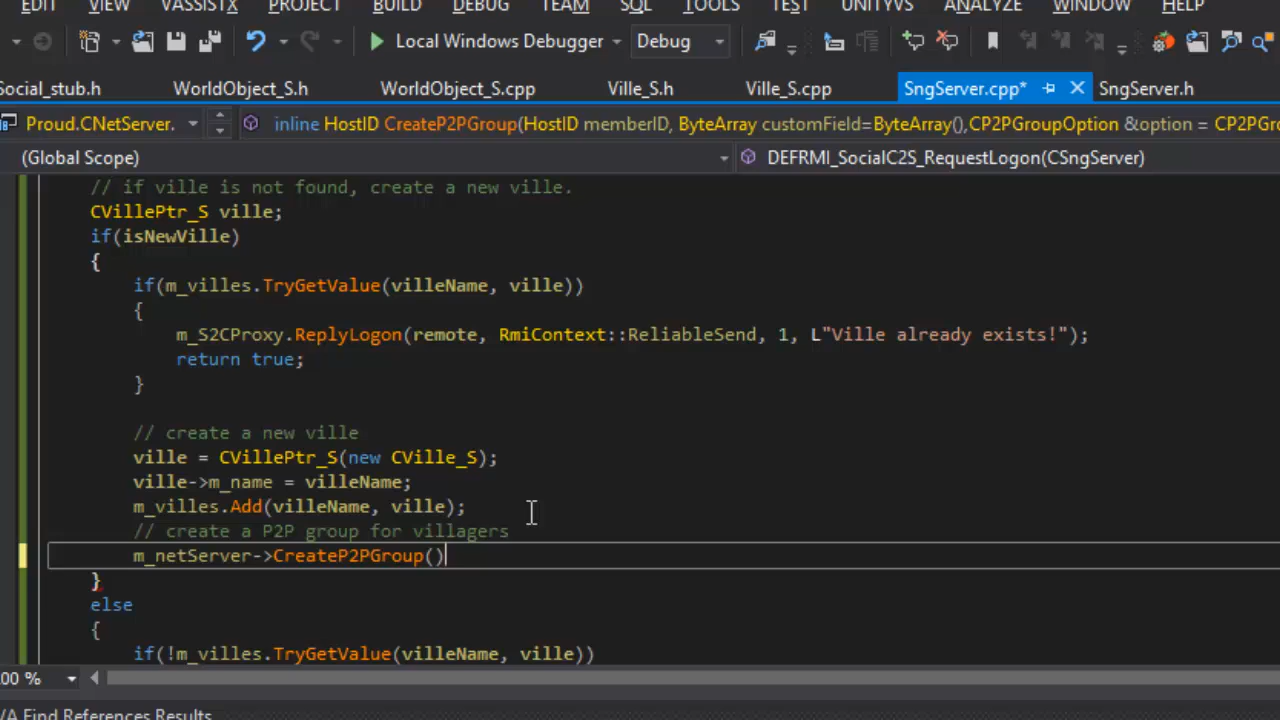 EDIT VIEW VASSISTX PROJECT BUILD DEBUG TEAM SQL TOOLS TEST UNITYVS ANALYZE WINDOW HELP
Local Windows Debugger Debug
Social_stub.h WorldObject_S.h WorldObject_S.cpp Ville_S.h Ville_S.cpp SngServer.cpp* SngServer.h
Proud.CNetServer. inline HostID CreateP2PGroup(HostID memberID, ByteArray customField=ByteArray(),CP2PGroupOption &option = CP2PGr
(Global Scope) DEFRMI_SocialC2S_RequestLogon(CSngServer)
// if ville is not found, create a new ville.
CVillePtr_S ville;
if(isNewVille)
{
if(m_villes.TryGetValue(villeName, ville))
{
m_S2CProxy.ReplyLogon(remote, RmiContext::ReliableSend, 1, L"Ville already exists!");
return true;
}
// create a new ville
ville = CVillePtr_S(new CVille_S);
ville->m_name = villeName;
m_villes.Add(villeName, ville);
// create a P2P group for villagers
m_netServer->CreateP2PGroup()
}
else
{
if(!m_villes.TryGetValue(villeName, ville))
00 %
/A Find References Results